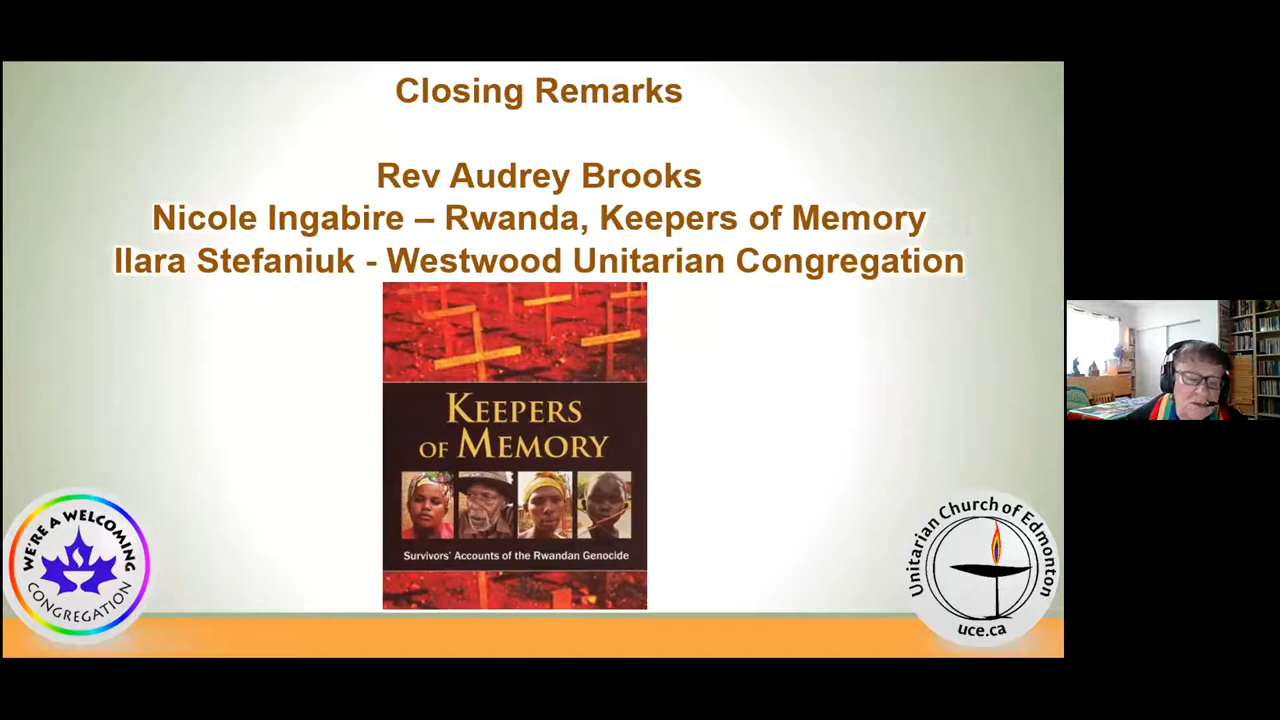 Closing Remarks
Rev Audrey Brooks
Nicole Ingabire – Rwanda, Keepers of Memory
Ilara Stefaniuk - Westwood Unitarian Congregation
KEEPERS
OF MEMORY
Survivors' Accounts of the Rwandan Genocide
WE'RE A WELCOMING
CONGREGATION
Unitarian Church of Edmonton
uce.ca